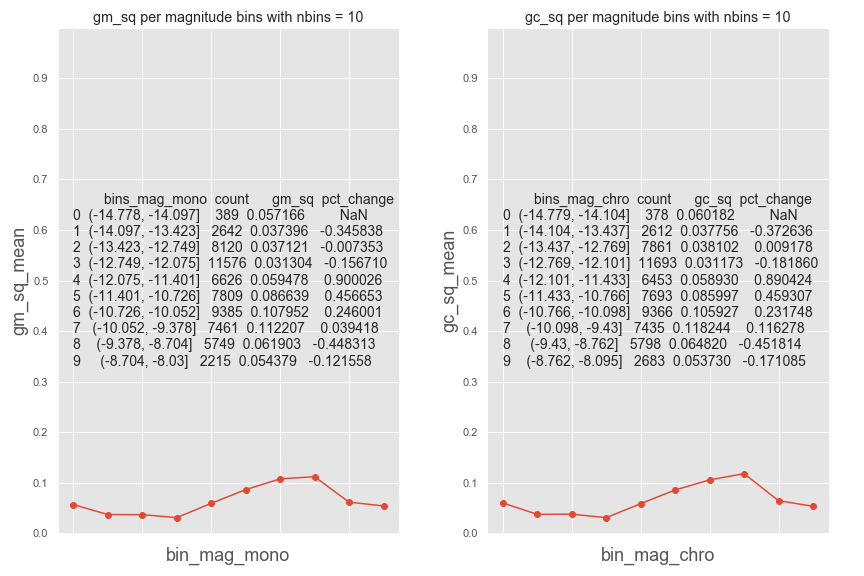 gm_sq per magnitude bins with nbins = 10
0.9
0.8
0.7
0.6
0.5
0.4
0.3
0.2
0.1
0.0
gm_sq_mean
bins_mag_mono count gm_sq pct_change
0 (-14.778, -14.097] 389 0.057166 NaN
1 (-14.097, -13.423] 2642 0.037396 -0.345838
2 (-13.423, -12.749] 8120 0.037121 -0.007353
3 (-12.749, -12.075] 11576 0.031304 -0.156710
4 (-12.075, -11.401] 6626 0.059478 0.900026
5 (-11.401, -10.726] 7809 0.086639 0.456653
6 (-10.726, -10.052] 9385 0.107952 0.246001
7 (-10.052, -9.378] 7461 0.112207 0.039418
8 (-9.378, -8.704] 5749 0.061903 -0.448313
9 (-8.704, -8.03] 2215 0.054379 -0.121558
bin_mag_mono
gc_sq per magnitude bins with nbins = 10
0.9
0.8
0.7
0.6
0.5
0.4
0.3
0.2
0.1
0.0
gc_sq_mean
bins_mag_chro count gc_sq pct_change
0 (-14.779, -14.104] 378 0.060182 NaN
1 (-14.104, -13.437] 2612 0.037756 -0.372636
2 (-13.437, -12.769] 7861 0.038102 0.009178
3 (-12.769, -12.101] 11693 0.031173 -0.181860
4 (-12.101, -11.433] 6453 0.058930 0.890424
5 (-11.433, -10.766] 7693 0.085997 0.459307
6 (-10.766, -10.098] 9366 0.105927 0.231748
7 (-10.098, -9.43] 7435 0.118244 0.116278
8 (-9.43, -8.762] 5798 0.064820 -0.451814
9 (-8.762, -8.095] 2683 0.053730 -0.171085
bin_mag_chro